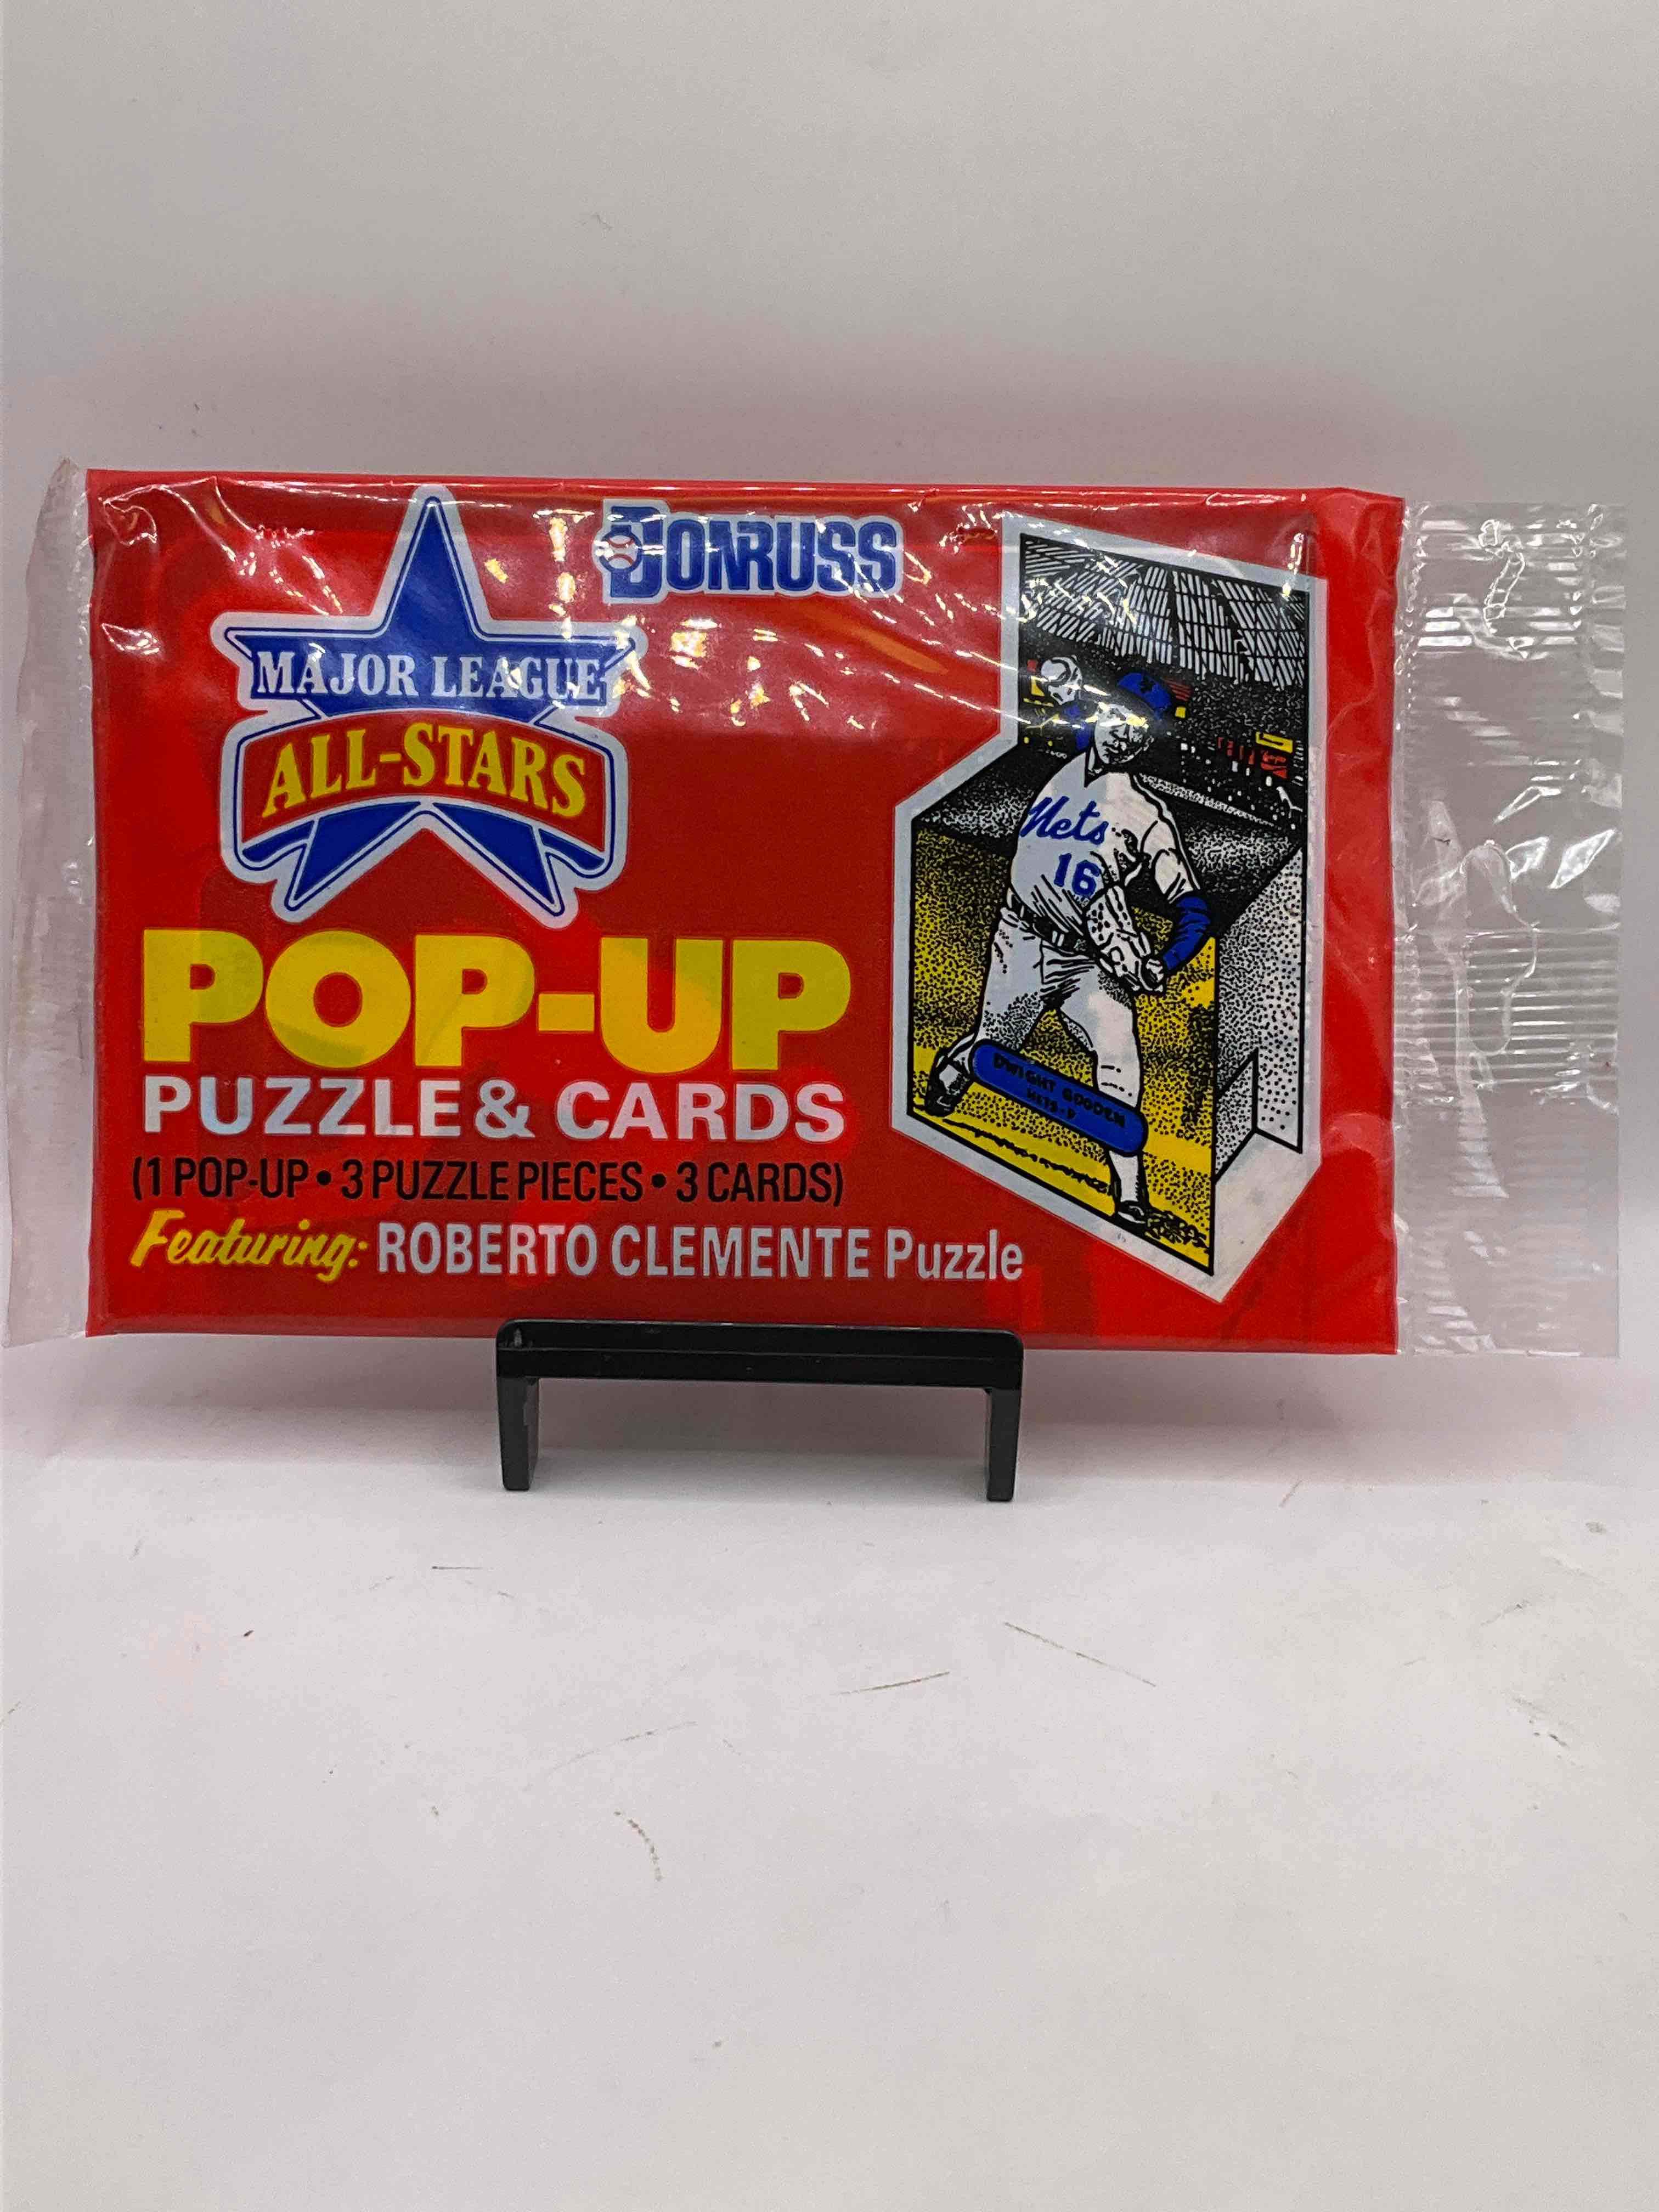 DONRUSS
MAJOR LEAGUE
ALL-STARS
POP-UP
PUZZLE & CARDS
(1 POP-UP • 3 PUZZLE PIECES • 3 CARDS)
Featuring: ROBERTO CLEMENTE Puzzle
Mets
16
DWIGHT GOODEN
METS-P